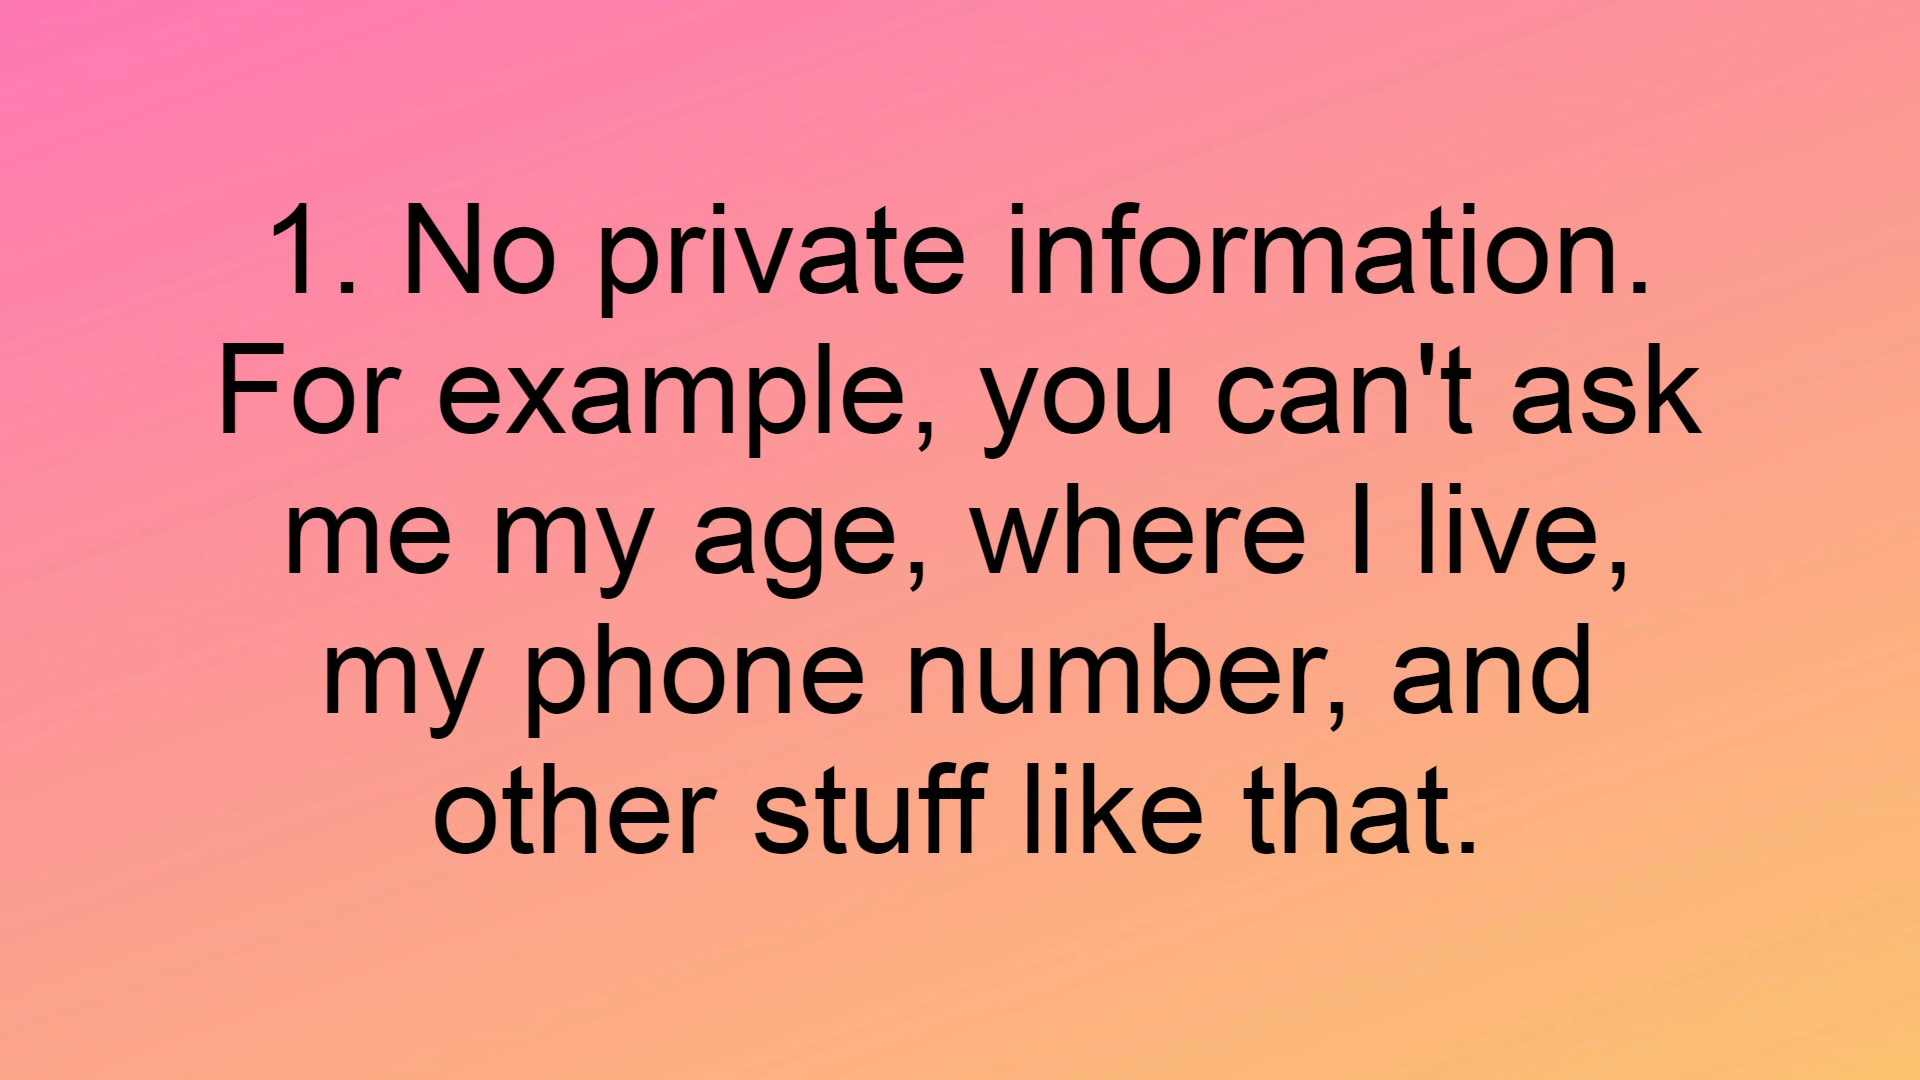 1. No private information.
For example, you can't ask
me my age, where I live,
my phone number, and
other stuff like that.